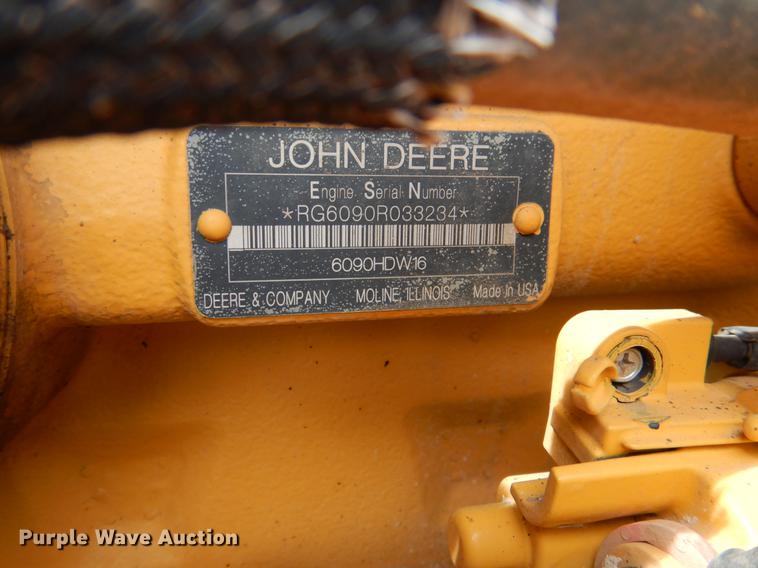 JOHN DEERE
Engine Serial Number
*RG6090R033234*
6090HDW16
DEERE & COMPANY MOLINE, ILLINOIS Made In USA
Purple Wave Auction